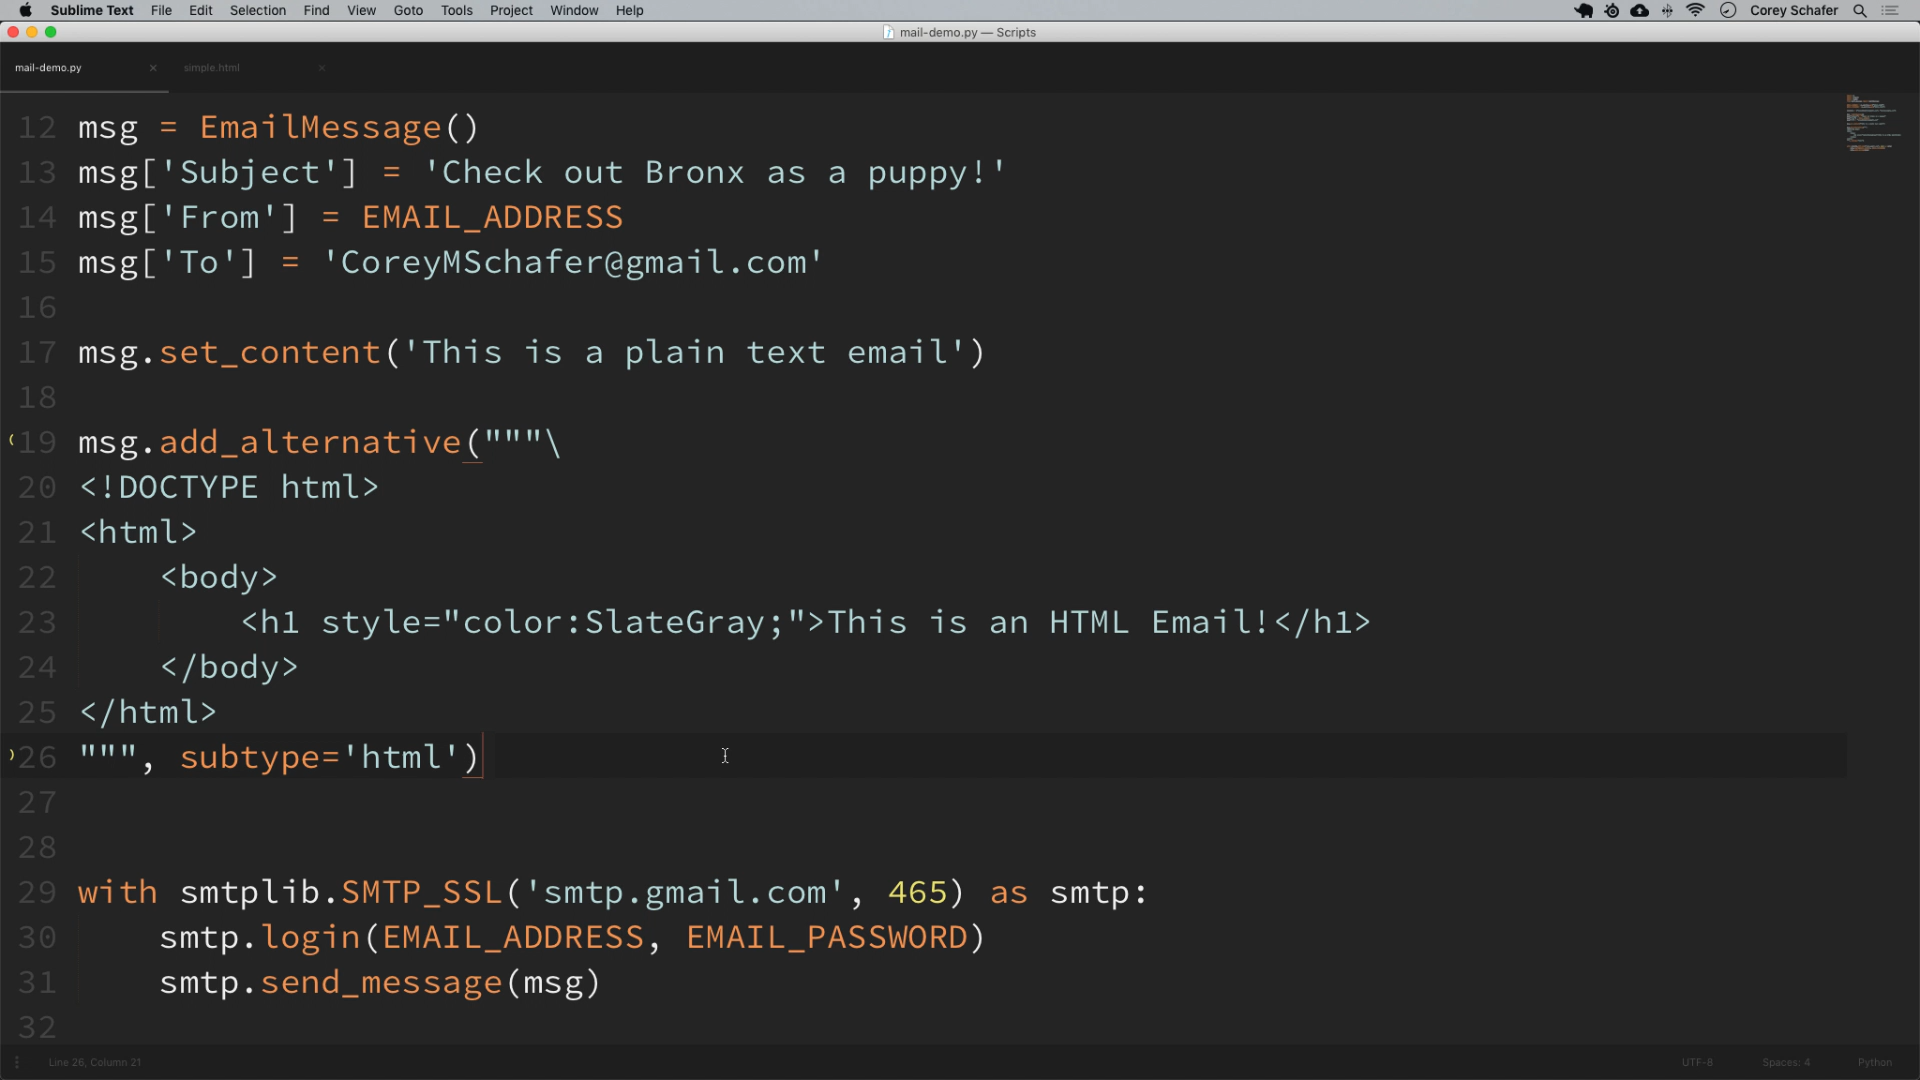 Sublime Text File Edit Selection Find View Goto Tools Project Window Help Corey Schafer
mail-demo.py — Scripts
mail-demo.py × simple.html ×
12 msg = EmailMessage()
13 msg['Subject'] = 'Check out Bronx as a puppy!'
14 msg['From'] = EMAIL_ADDRESS
15 msg['To'] = 'CoreyMSchafer@gmail.com'
16
17 msg.set_content('This is a plain text email')
18
19 msg.add_alternative("""\
20 <!DOCTYPE html>
21 <html>
22     <body>
23         <h1 style="color:SlateGray;">This is an HTML Email!</h1>
24     </body>
25 </html>
26 """, subtype='html')
27
28
29 with smtplib.SMTP_SSL('smtp.gmail.com', 465) as smtp:
30     smtp.login(EMAIL_ADDRESS, EMAIL_PASSWORD)
31     smtp.send_message(msg)
32
Line 26, Column 21 UTF-8 Spaces: 4 Python